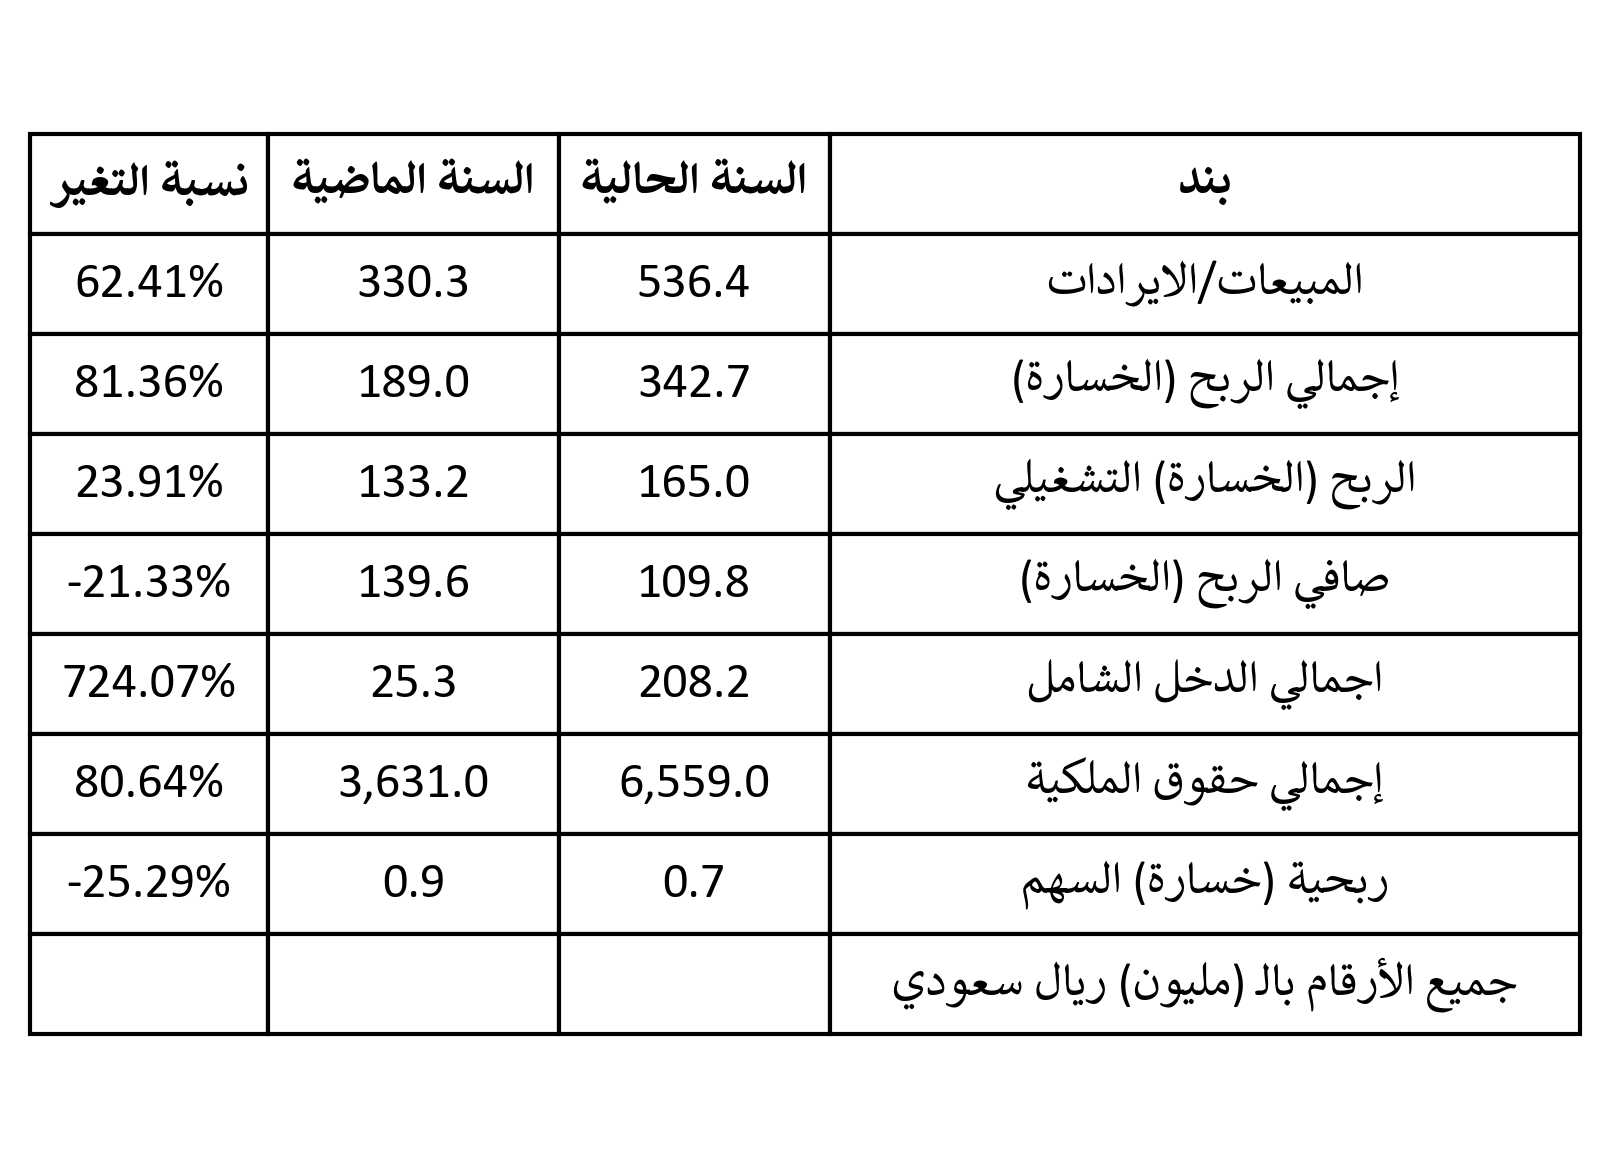 بند السنة الحالية السنة الماضية نسبة التغير
المبيعات/الايرادات 536.4 330.3 62.41%
إجمالي الربح (الخسارة) 342.7 189.0 81.36%
الربح (الخسارة) التشغيلي 165.0 133.2 23.91%
صافي الربح (الخسارة) 109.8 139.6 -21.33%
اجمالي الدخل الشامل 208.2 25.3 724.07%
إجمالي حقوق الملكية 6,559.0 3,631.0 80.64%
ربحية (خسارة) السهم 0.7 0.9 -25.29%
جميع الأرقام بالـ (مليون) ريال سعودي